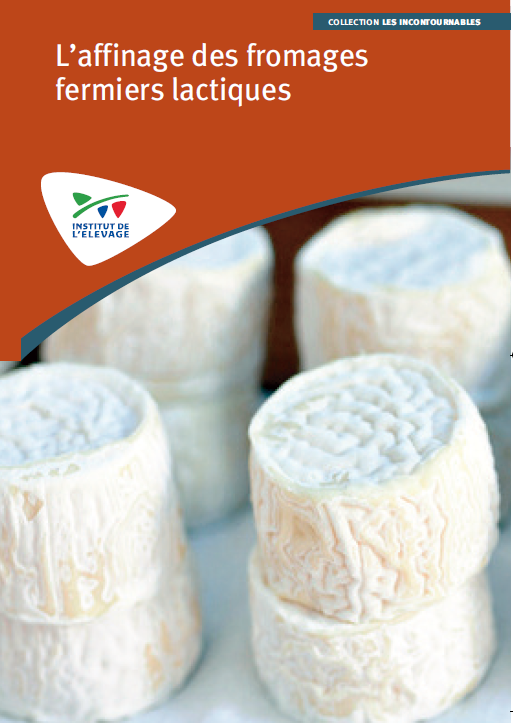 COLLECTION LES INCONTOURNABLES
L'affinage des fromages
fermiers lactiques
INSTITUT DE
L'ELEVAGE